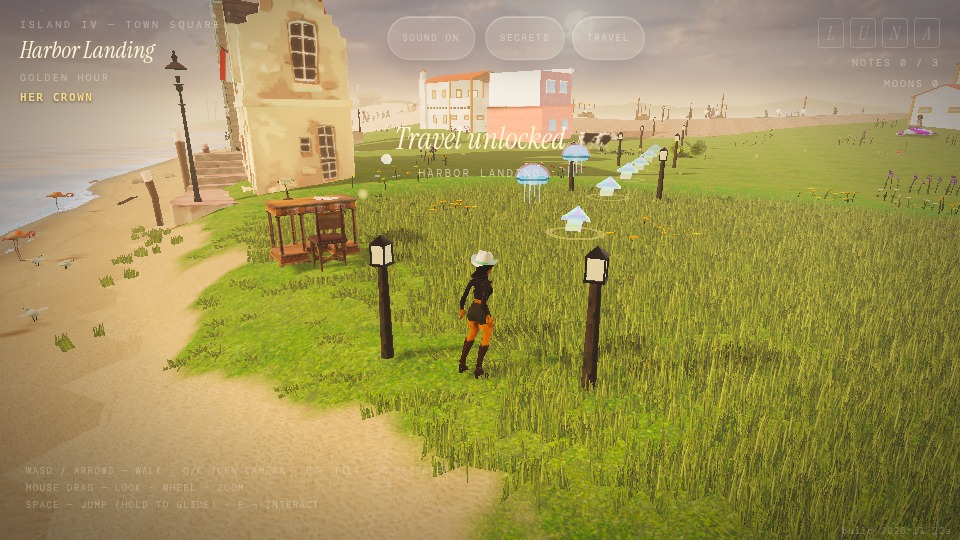 ISLAND IV — TOWN SQUARE
Harbor Landing
GOLDEN HOUR
HER CROWN
SOUND ON
SECRETS
TRAVEL
L U N A
NOTES 0 / 3
MOONS 0
Travel unlocked
HARBOR LANDING
WASD / ARROWS — WALK · Q/E TURN CAMERA
MOUSE DRAG — LOOK · WHEEL — ZOOM
SPACE — JUMP (HOLD TO GLIDE) · E — INTERACT